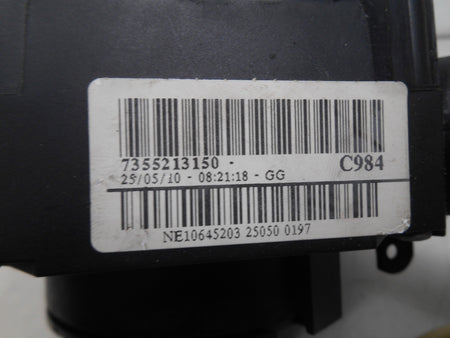 7355213150 - C984
25/05/10 - 08:21:18 - GG
NE10645203 25050 0197